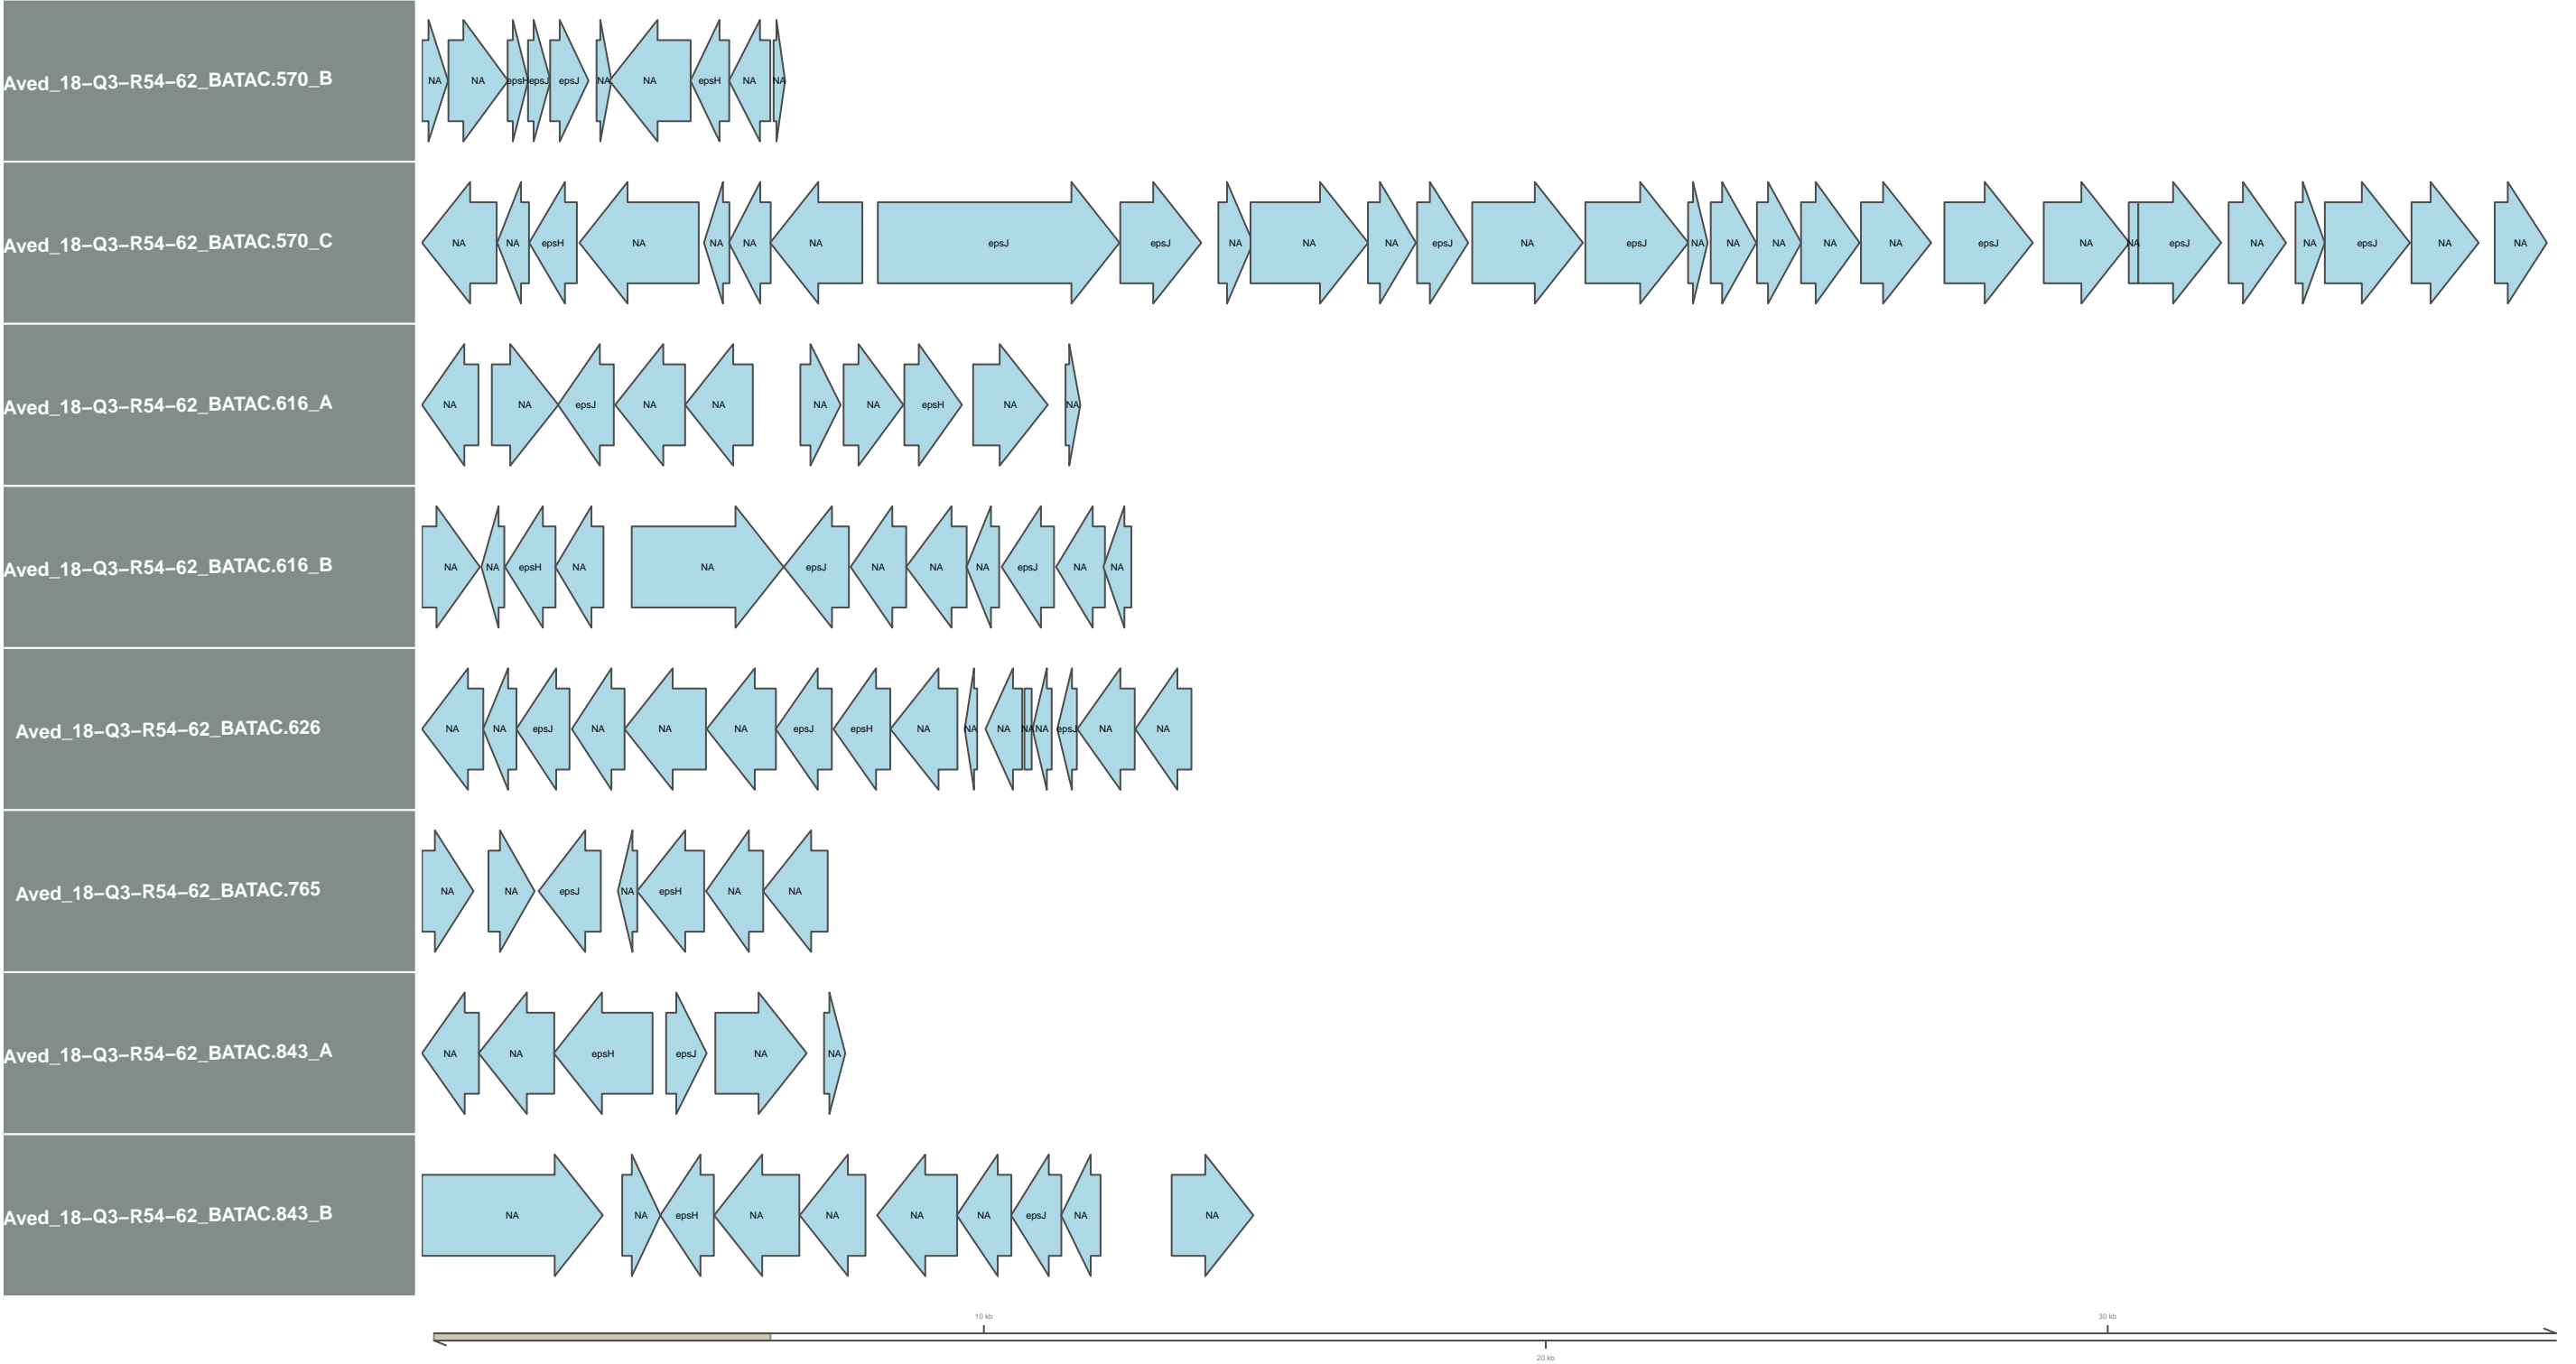 Aved_18–Q3–R54–62_BATAC.570_B
NA NA epsH epsJ epsJ NA NA epsH NA NA
Aved_18–Q3–R54–62_BATAC.570_C
NA NA epsH NA NA NA NA epsJ epsJ NA NA NA epsJ NA epsJ NA NA NA NA NA epsJ NA NA epsJ NA NA epsJ NA NA
Aved_18–Q3–R54–62_BATAC.616_A
NA NA epsJ NA NA NA NA epsH NA NA
Aved_18–Q3–R54–62_BATAC.616_B
NA NA epsH NA NA epsJ NA NA NA epsJ NA NA
Aved_18–Q3–R54–62_BATAC.626
NA NA epsJ NA NA NA epsJ epsH NA NA NA NA NA epsJ NA NA
Aved_18–Q3–R54–62_BATAC.765
NA NA epsJ NA epsH NA NA
Aved_18–Q3–R54–62_BATAC.843_A
NA NA epsH epsJ NA NA
Aved_18–Q3–R54–62_BATAC.843_B
NA NA epsH NA NA NA NA epsJ NA NA
10 kb 30 kb
20 kb